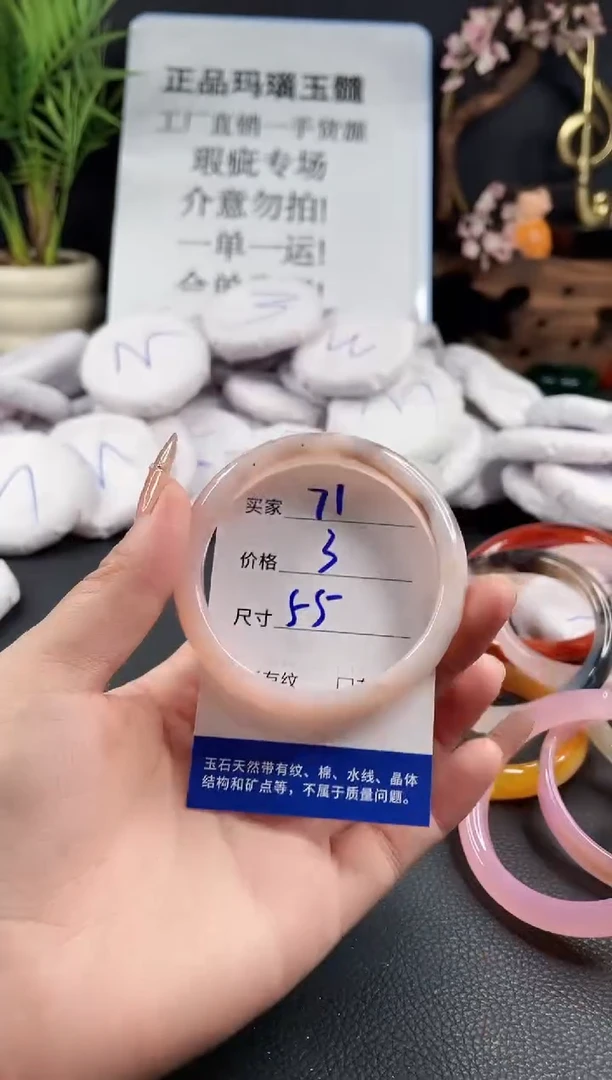 正品玛瑙玉髓
工厂直销一手货源
瑕疵专场
介意勿拍!
一单一运!
买家 71
价格 3
尺寸 55
有纹
玉石天然带有纹、棉、水线、晶体
结构和矿点等，不属于质量问题。